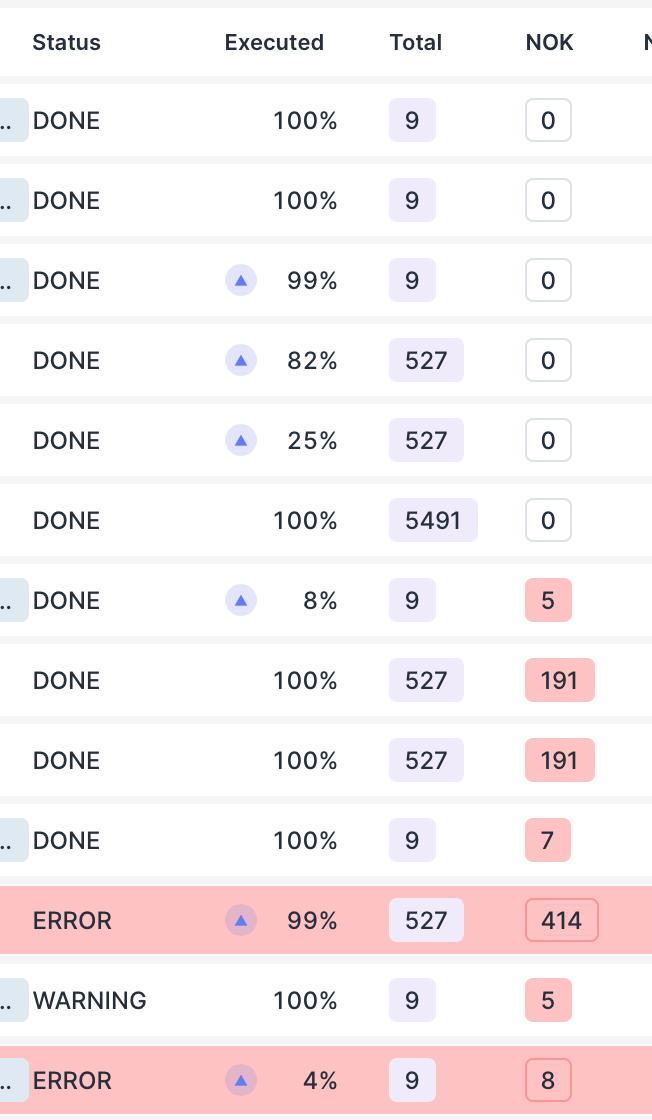 Status Executed Total NOK N
.. DONE 100% 9 0
.. DONE 100% 9 0
.. DONE 99% 9 0
DONE 82% 527 0
DONE 25% 527 0
DONE 100% 5491 0
.. DONE 8% 9 5
DONE 100% 527 191
DONE 100% 527 191
.. DONE 100% 9 7
ERROR 99% 527 414
.. WARNING 100% 9 5
.. ERROR 4% 9 8